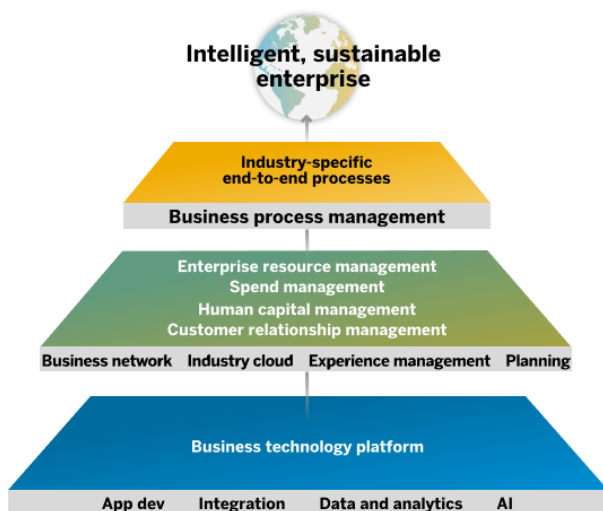 Intelligent, sustainable
enterprise
Industry-specific
end-to-end processes
Business process management
Enterprise resource management
Spend management
Human capital management
Customer relationship management
Business network Industry cloud Experience management Planning
Business technology platform
App dev Integration Data and analytics AI